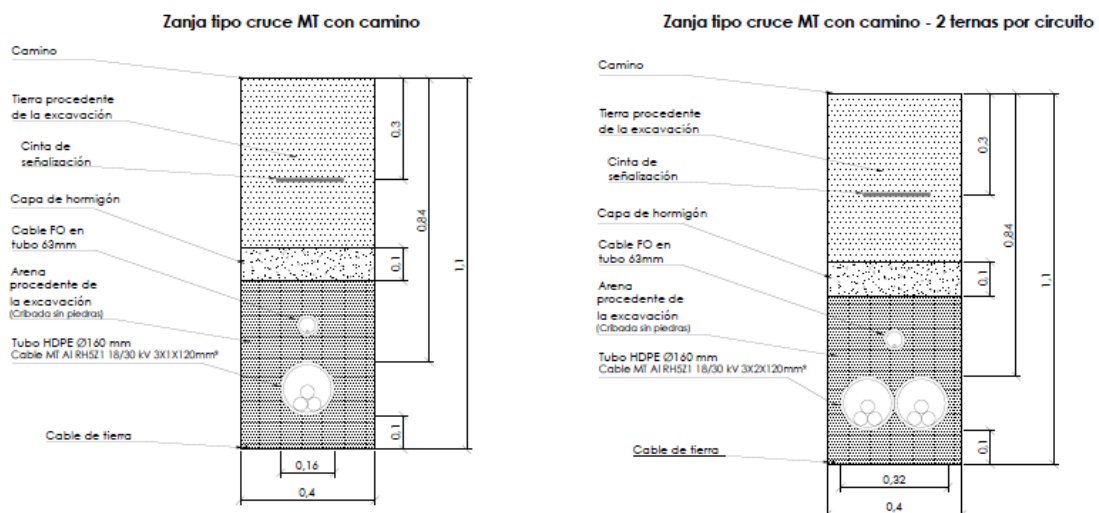 Zanja tipo cruce MT con camino
Camino
Tierra procedente
de la excavación
Cinta de
señalización
Capa de hormigón
Cable FO en
tubo 63mm
Arena
procedente de
la excavación
(Cribada sin piedras)
Tubo HDPE Ø160 mm
Cable MT Al RH5Z1 18/30 kV 3X1X120mm²
Cable de tierra
0,3
0,84
1,1
0,1
0,1
0,16
0,4
Zanja tipo cruce MT con camino - 2 ternas por circuito
Camino
Tierra procedente
de la excavación
Cinta de
señalización
Capa de hormigón
Cable FO en
tubo 63mm
Arena
procedente de
la excavación
(Cribada sin piedras)
Tubo HDPE Ø160 mm
Cable MT Al RH5Z1 18/30 kV 3X2X120mm²
Cable de tierra
0,3
0,84
1,1
0,1
0,1
0,32
0,4